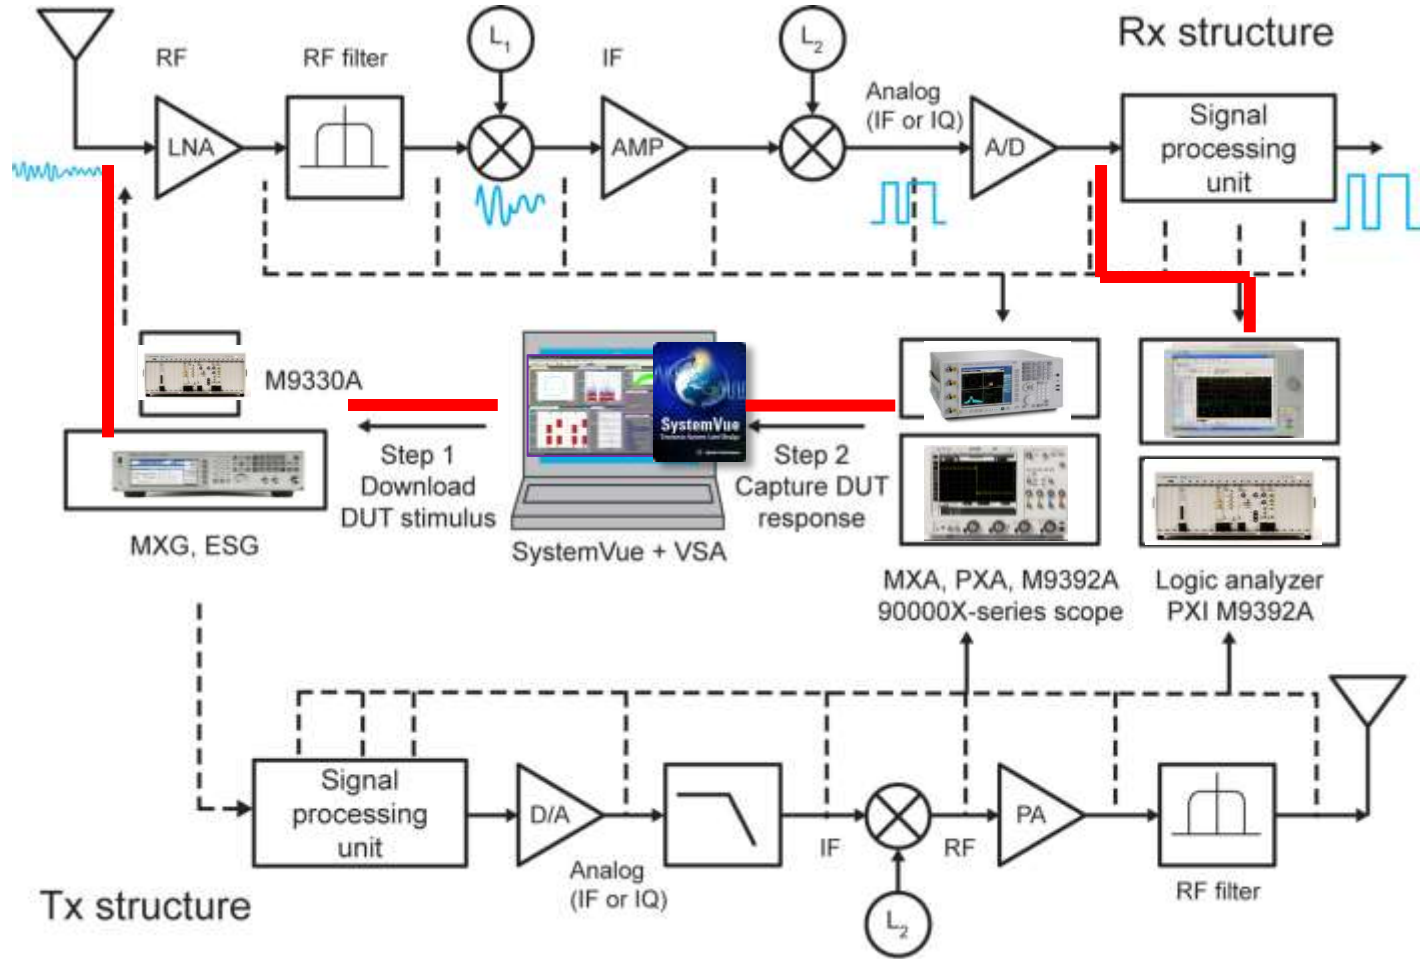 Rx structure
RF
RF filter
L1
IF
L2
Analog
(IF or IQ)
LNA
AMP
A/D
Signal
processing
unit
M9330A
SystemVue
Step 1
Download
DUT stimulus
Step 2
Capture DUT
response
MXG, ESG
SystemVue + VSA
MXA, PXA, M9392A
90000X-series scope
Logic analyzer
PXI M9392A
Signal
processing
unit
D/A
Analog
(IF or IQ)
IF
RF
PA
RF filter
L2
Tx structure